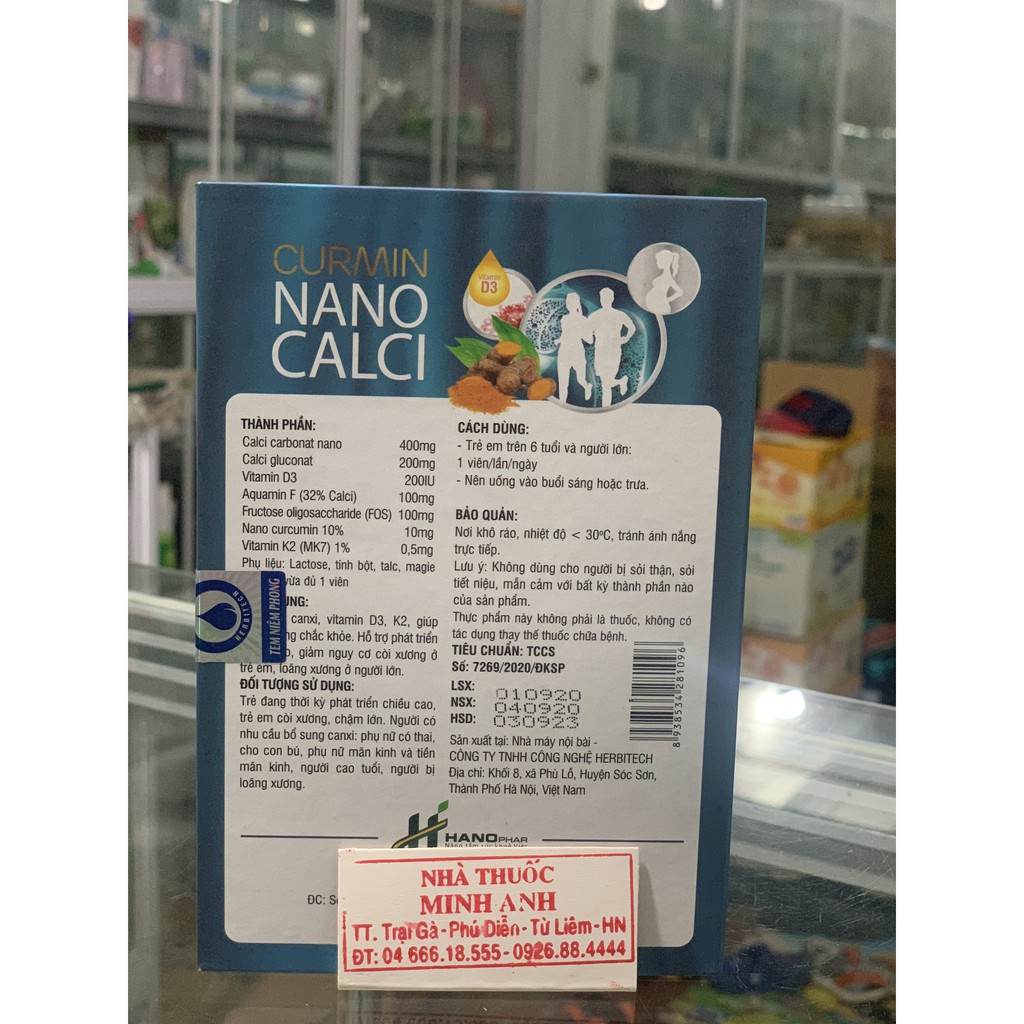 CURMIN
NANO
CALCI
Vitamin
D3
THÀNH PHẦN:
Calci carbonat nano 400mg
Calci gluconat 200mg
Vitamin D3 200IU
Aquamin F (32% Calci) 100mg
Fructose oligosaccharide (FOS) 100mg
Nano curcumin 10% 10mg
Vitamin K2 (MK7) 1% 0,5mg
Phụ liệu: Lactose, tinh bột, talc, magie
vừa đủ 1 viên
canxi, vitamin D3, K2, giúp
chắc khỏe. Hỗ trợ phát triển
giảm nguy cơ còi xương ở
trẻ em, loãng xương ở người lớn.
ĐỐI TƯỢNG SỬ DỤNG:
Trẻ đang thời kỳ phát triển chiều cao,
trẻ em còi xương, chậm lớn. Người có
nhu cầu bổ sung canxi: phụ nữ có thai,
cho con bú, phụ nữ mãn kinh và tiền
mãn kinh, người cao tuổi, người bị
loãng xương.
HERBITECH
TEM NIÊM PHONG
CÁCH DÙNG:
- Trẻ em trên 6 tuổi và người lớn:
1 viên/lần/ngày
- Nên uống vào buổi sáng hoặc trưa.
BẢO QUẢN:
Nơi khô ráo, nhiệt độ < 30ºC, tránh ánh nắng
trực tiếp.
Lưu ý: Không dùng cho người bị sỏi thận, sỏi
tiết niệu, mẫn cảm với bất kỳ thành phần nào
của sản phẩm.
Thực phẩm này không phải là thuốc, không có
tác dụng thay thế thuốc chữa bệnh.
TIÊU CHUẨN: TCCS
Số: 7269/2020/ĐKSP
LSX: 010920
NSX: 040920
HSD: 030923
8 938534 281096
Sản xuất tại: Nhà máy nội bài -
CÔNG TY TNHH CÔNG NGHỆ HERBITECH
Địa chỉ: Khối 8, xã Phù Lỗ, Huyện Sóc Sơn,
Thành Phố Hà Nội, Việt Nam
HANOPHAR
ĐC:
NHÀ THUỐC
MINH ANH
TT. Trại Gà - Phú Diễn - Từ Liêm - HN
ĐT: 04 666.18.555 - 0926.88.4444